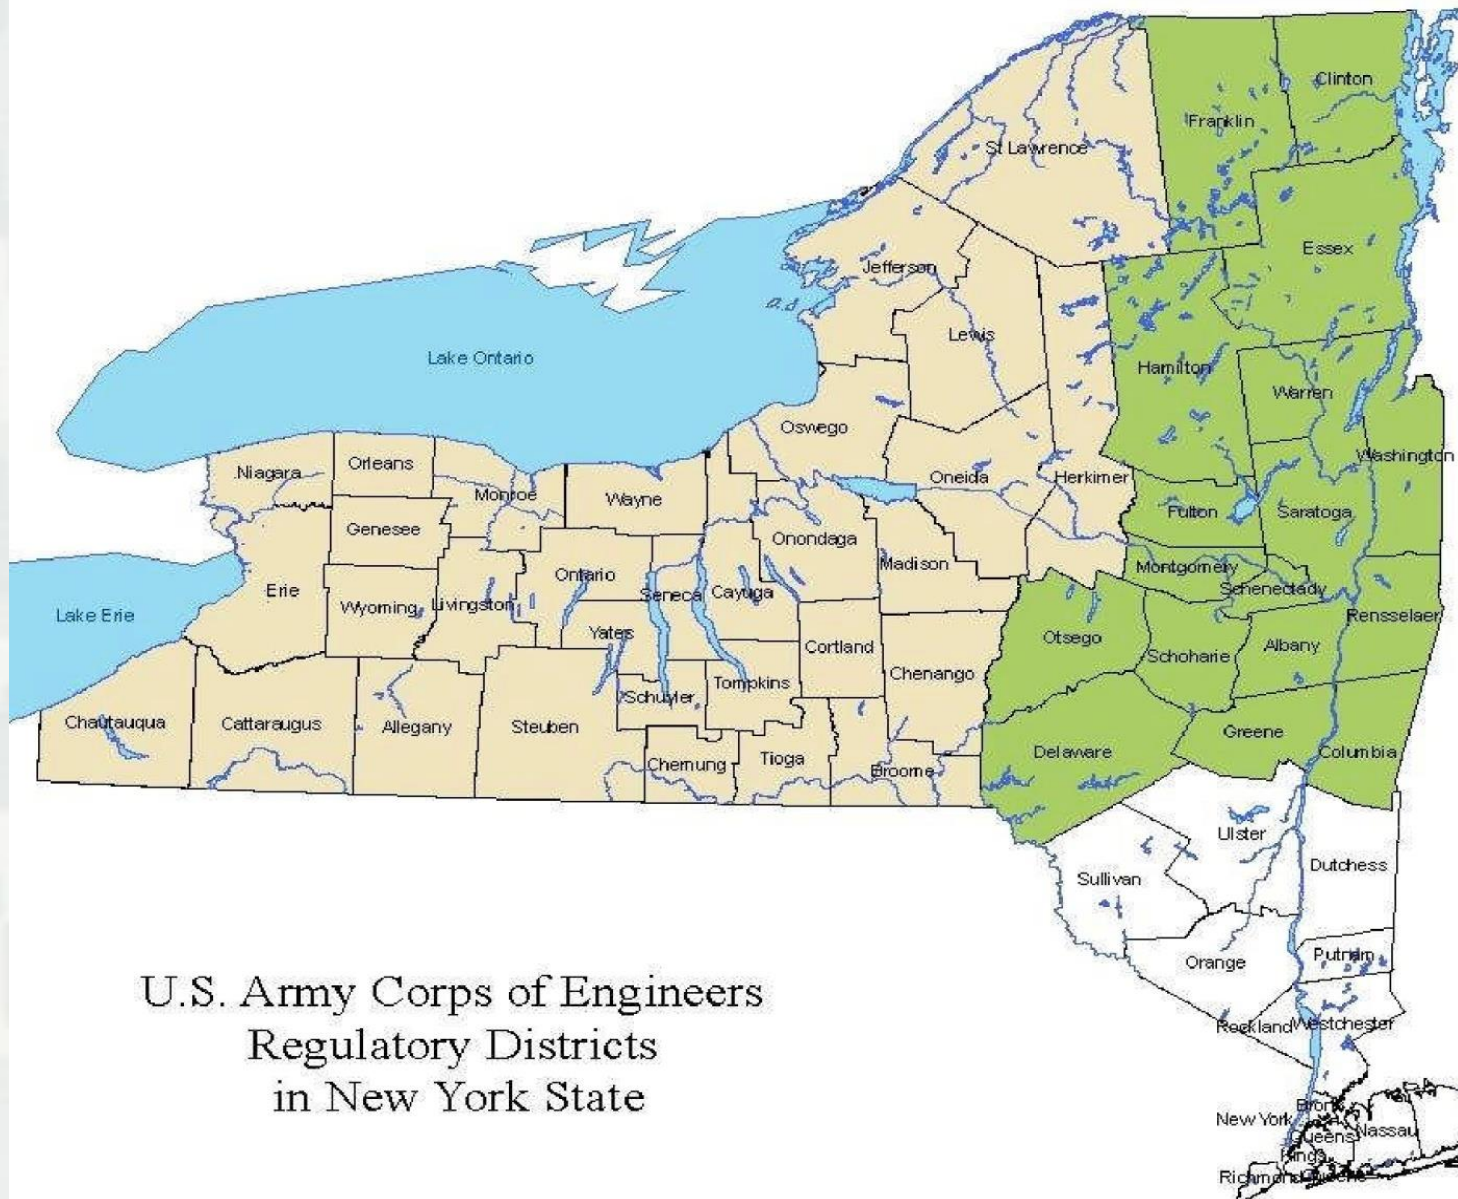 Clinton
Franklin
St Lawrence
Essex
Jefferson
Lewis
Lake Ontario
Hamilton
Warren
Oswego
Washington
Niagara
Orleans
Oneida
Herkimer
Monroe
Wayne
Fulton
Saratoga
Genesee
Onondaga
Madison
Montgomery
Ontario
Erie
Seneca
Cayuga
Schenectady
Wyoming
Livingston
Lake Erie
Rensselaer
Yates
Otsego
Cortland
Albany
Schoharie
Chenango
Tompkins
Schuyler
Chautauqua
Cattaraugus
Allegany
Steuben
Greene
Delaware
Columbia
Tioga
Chemung
Broome
Ulster
Dutchess
Sullivan
Putnam
Orange
U.S. Army Corps of Engineers
Regulatory Districts
in New York State
Rockland
Westchester
Bronx
New York
Nassau
Queens
Kings
Richmond
Queens